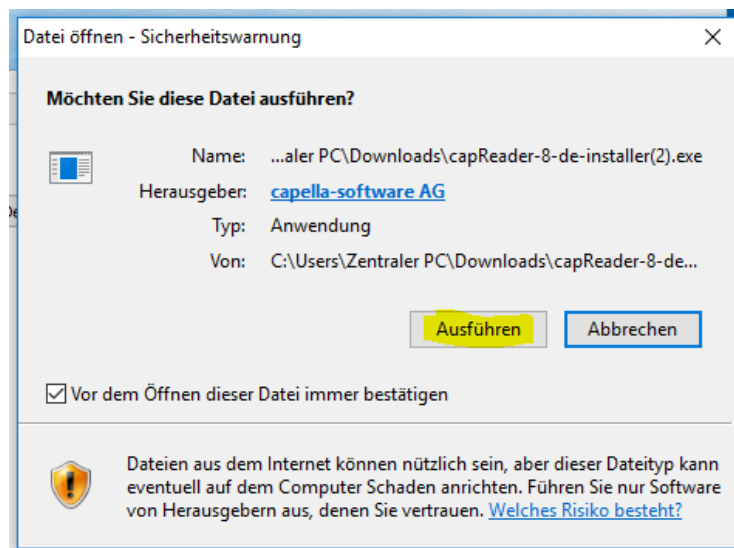 Datei öffnen - Sicherheitswarnung
Möchten Sie diese Datei ausführen?
Name: ...aler PC\Downloads\capReader-8-de-installer(2).exe
Herausgeber: capella-software AG
Typ: Anwendung
Von: C:\Users\Zentraler PC\Downloads\capReader-8-de...
Ausführen Abbrechen
Vor dem Öffnen dieser Datei immer bestätigen
Dateien aus dem Internet können nützlich sein, aber dieser Dateityp kann
eventuell auf dem Computer Schaden anrichten. Führen Sie nur Software
von Herausgebern aus, denen Sie vertrauen. Welches Risiko besteht?